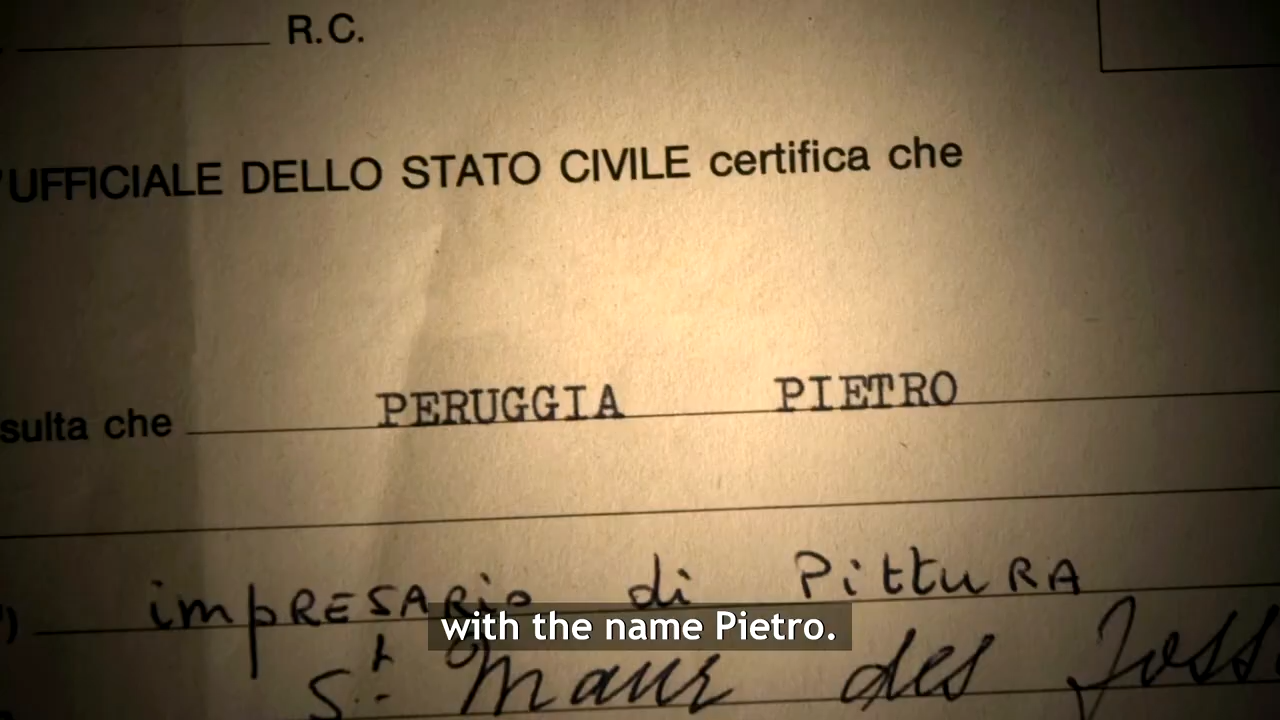 R.C.
'UFFICIALE DELLO STATO CIVILE certifica che
sulta che PERUGGIA PIETRO
) impRESARio di PittuRA
with the name Pietro.
St Maur des Foss